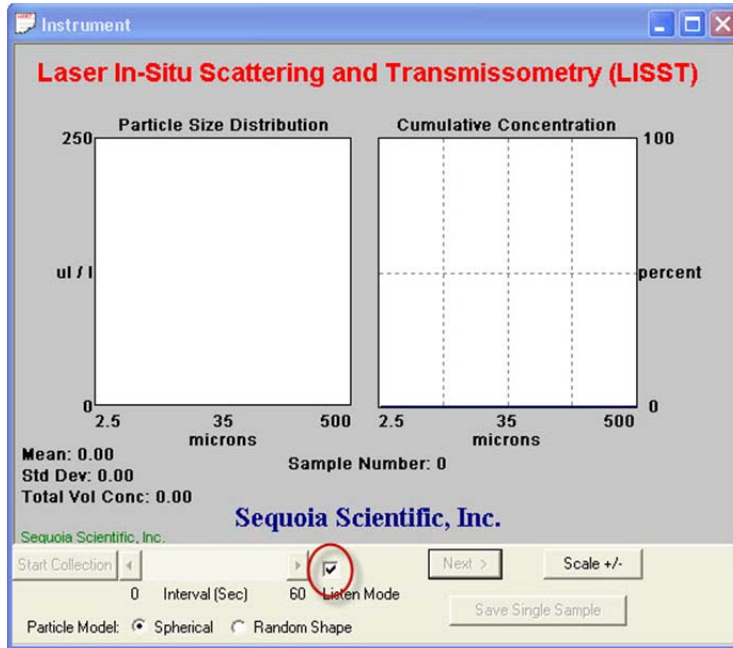 Instrument
Laser In-Situ Scattering and Transmissometry (LISST)
Particle Size Distribution
250
ul / l
0
2.5 35 500
microns
Cumulative Concentration
100
percent
0
2.5 35 500
microns
Mean: 0.00
Std Dev: 0.00
Total Vol Conc: 0.00
Sample Number: 0
Sequoia Scientific, Inc.
Sequoia Scientific, Inc.
Start Collection
0 Interval (Sec) 60
Listen Mode
Next >
Scale +/-
Save Single Sample
Particle Model: Spherical Random Shape